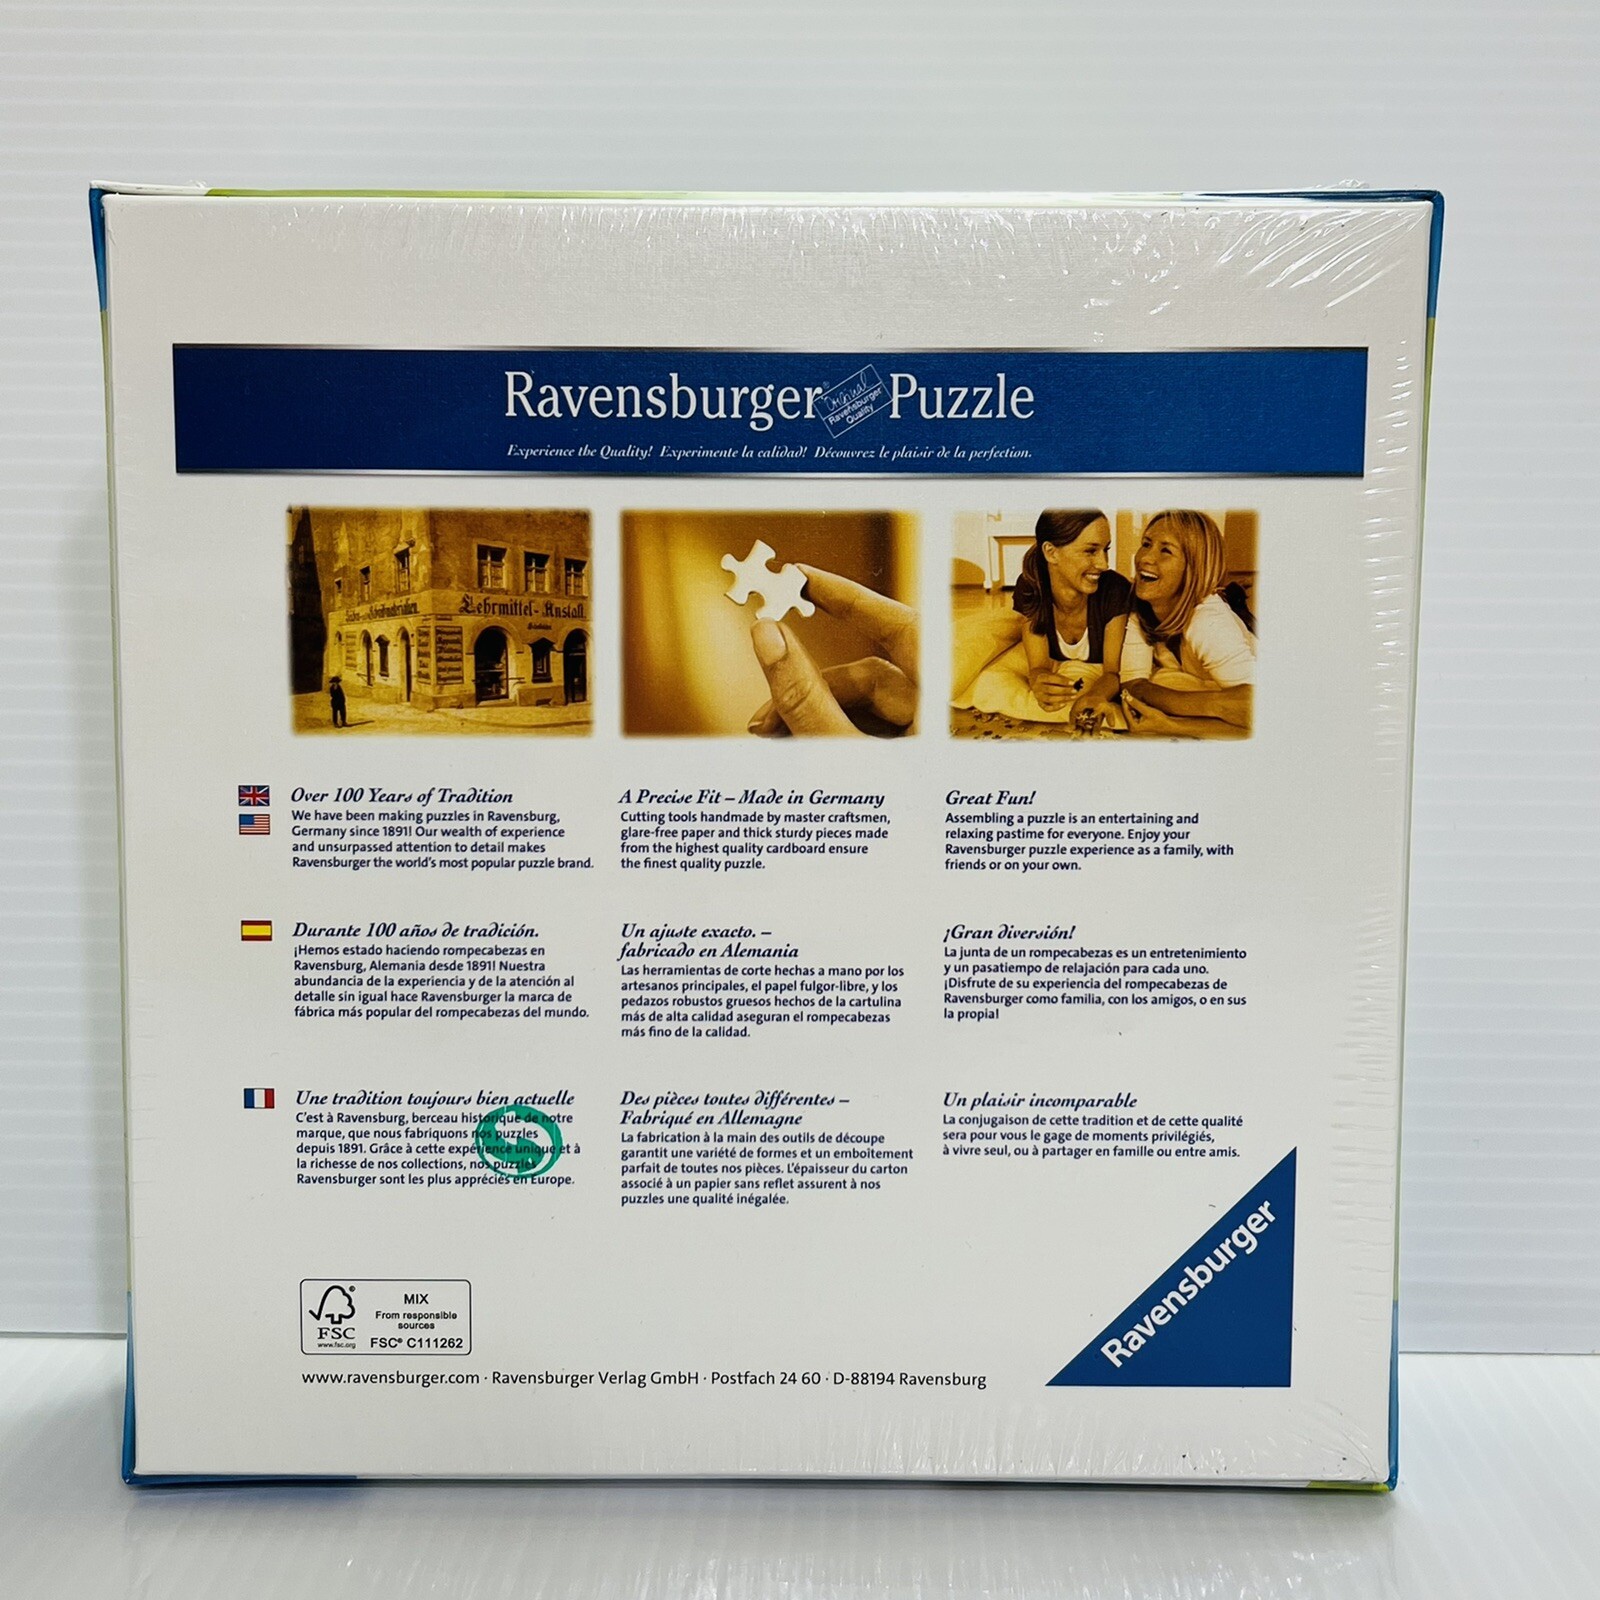 Ravensburger® Puzzle
Original
Ravensburger
Quality
Experience the Quality! Experimente la calidad! Découvrez le plaisir de la perfection.
Lehrmittel-Anstalt.
Over 100 Years of Tradition
We have been making puzzles in Ravensburg,
Germany since 1891! Our wealth of experience
and unsurpassed attention to detail makes
Ravensburger the world's most popular puzzle brand.
A Precise Fit – Made in Germany
Cutting tools handmade by master craftsmen,
glare-free paper and thick sturdy pieces made
from the highest quality cardboard ensure
the finest quality puzzle.
Great Fun!
Assembling a puzzle is an entertaining and
relaxing pastime for everyone. Enjoy your
Ravensburger puzzle experience as a family, with
friends or on your own.
Durante 100 años de tradición.
¡Hemos estado haciendo rompecabezas en
Ravensburg, Alemania desde 1891! Nuestra
abundancia de la experiencia y de la atención al
detalle sin igual hace Ravensburger la marca de
fábrica más popular del rompecabezas del mundo.
Un ajuste exacto. –
fabricado en Alemania
Las herramientas de corte hechas a mano por los
artesanos principales, el papel fulgor-libre, y los
pedazos robustos gruesos hechos de la cartulina
más de alta calidad aseguran el rompecabezas
más fino de la calidad.
¡Gran diversión!
La junta de un rompecabezas es un entretenimiento
y un pasatiempo de relajación para cada uno.
¡Disfrute de su experiencia del rompecabezas de
Ravensburger como familia, con los amigos, o en sus
la propia!
Une tradition toujours bien actuelle
C'est à Ravensburg, berceau historique de notre
marque, que nous fabriquons nos puzzles
depuis 1891. Grâce à cette expérience unique et à
la richesse de nos collections, nos puzzles
Ravensburger sont les plus appréciés en Europe.
Des pièces toutes différentes –
Fabriqué en Allemagne
La fabrication à la main des outils de découpe
garantit une variété de formes et un emboitement
parfait de toutes nos pièces. L'épaisseur du carton
associé à un papier sans reflet assurent à nos
puzzles une qualité inégalée.
Un plaisir incomparable
La conjugaison de cette tradition et de cette qualité
sera pour vous le gage de moments privilégiés,
à vivre seul, ou à partager en famille ou entre amis.
Ravensburger
FSC
www.fsc.org
MIX
From responsible
sources
FSC® C111262
www.ravensburger.com · Ravensburger Verlag GmbH · Postfach 24 60 · D-88194 Ravensburg